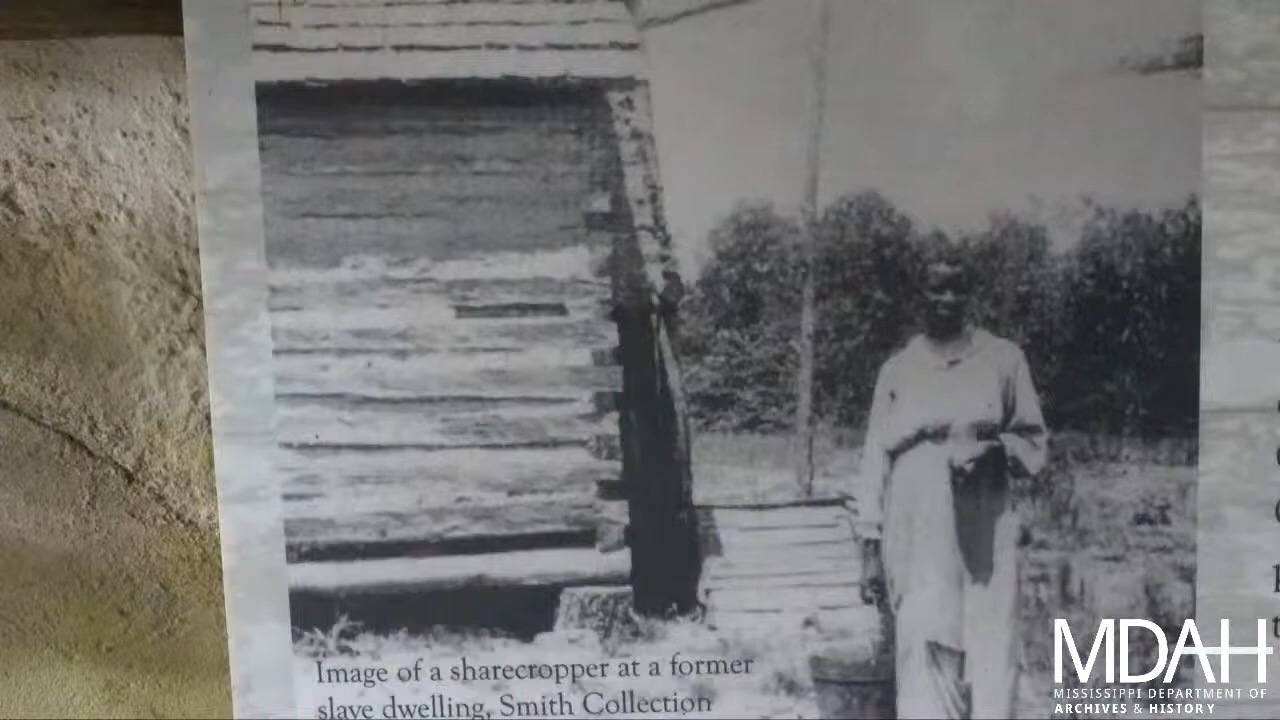 Image of a sharecropper at a former
slave dwelling, Smith Collection
MDAH
MISSISSIPPI DEPARTMENT OF
ARCHIVES & HISTORY